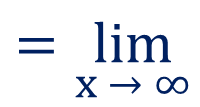 = lim
x → ∞